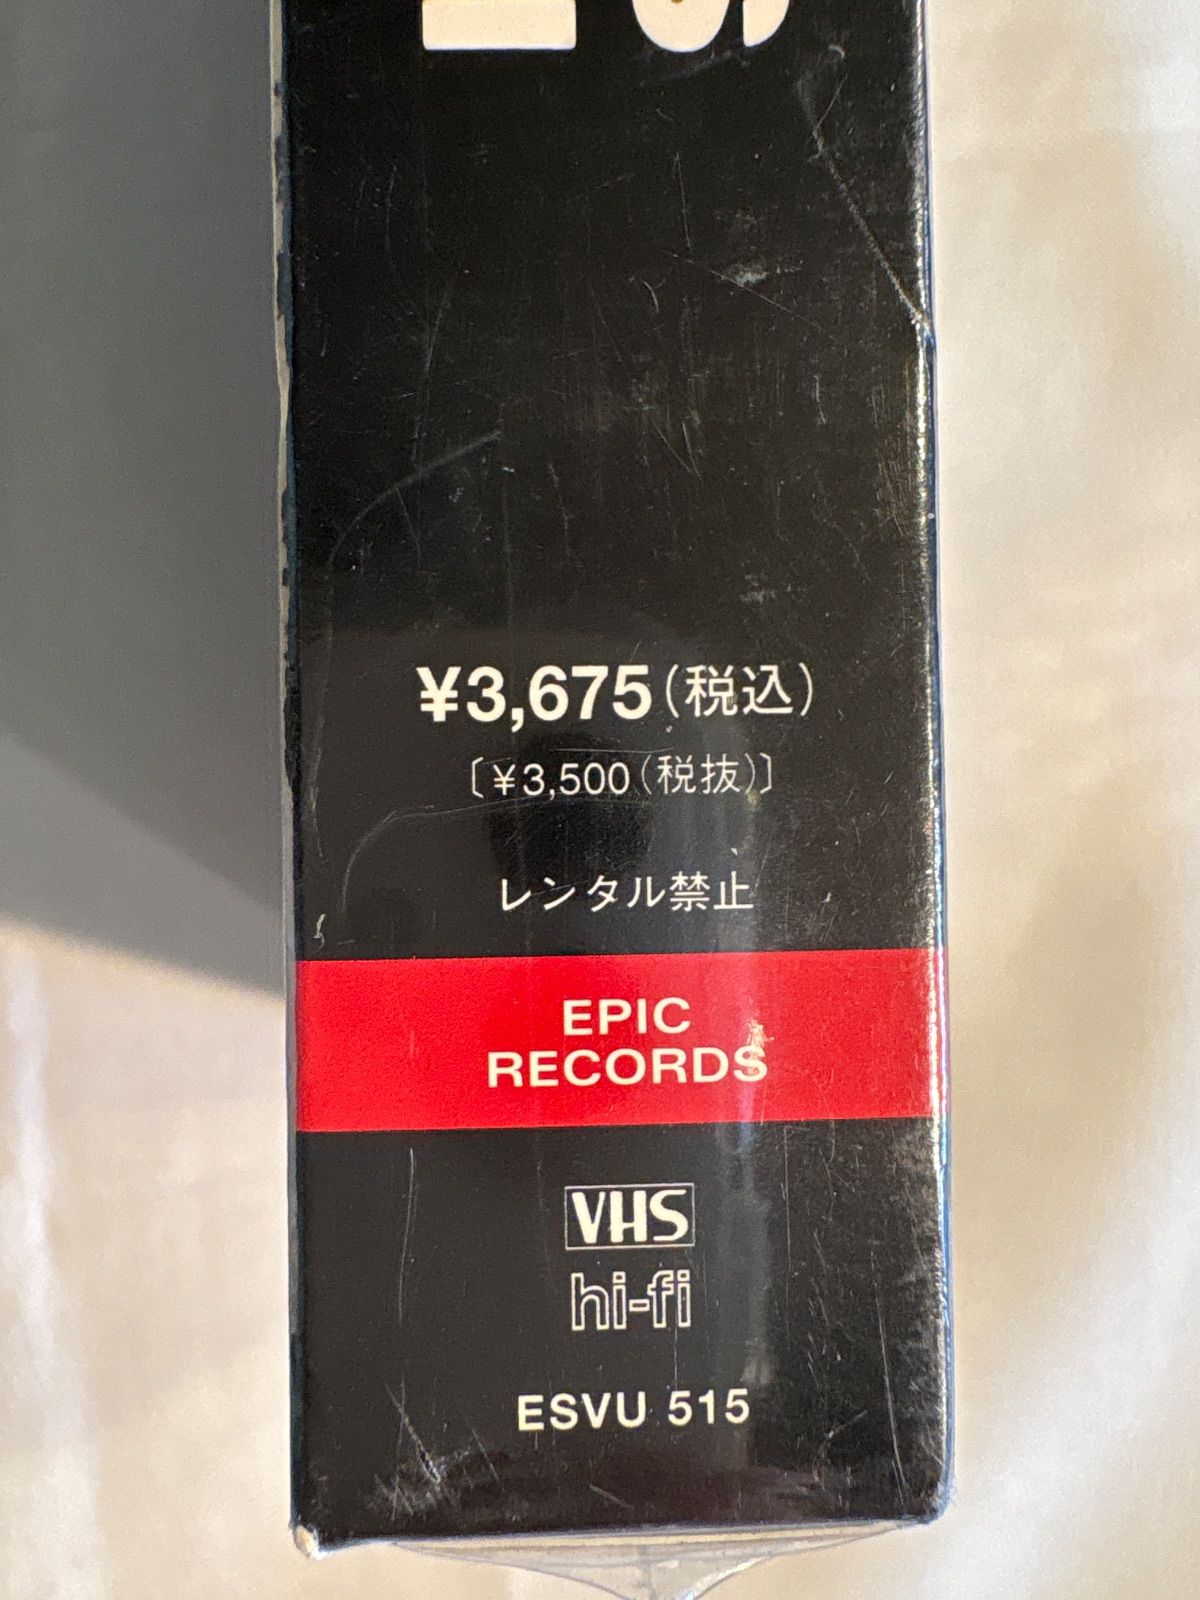 ¥3,675(税込)
〔¥3,500(税抜)〕
レンタル禁止
EPIC
RECORDS
VHS
hi-fi
ESVU 515